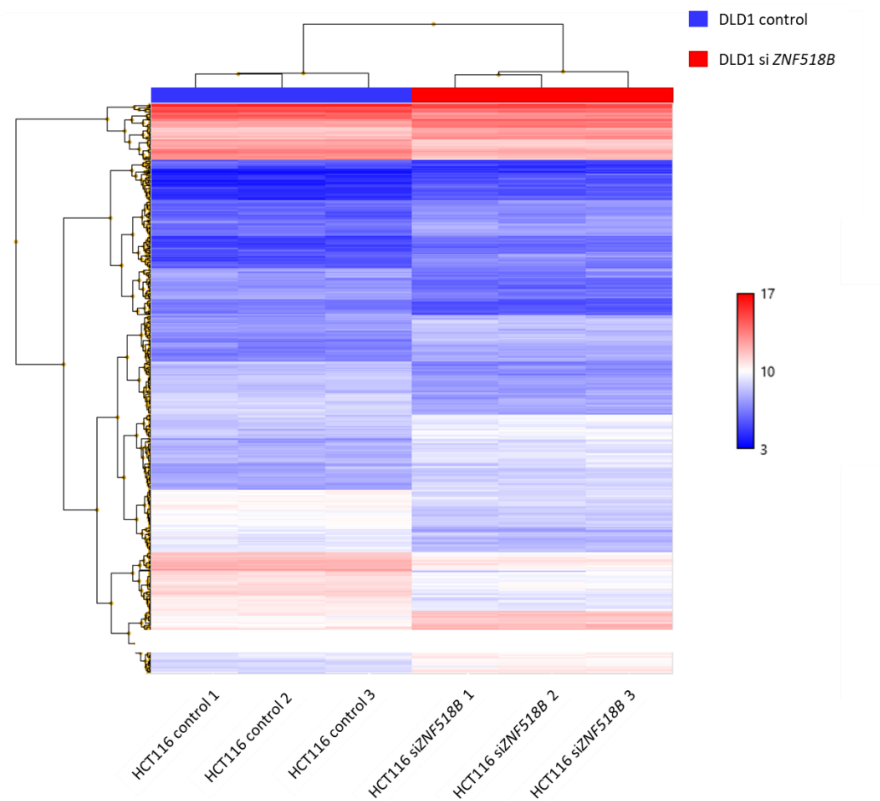 DLD1 control
DLD1 si ZNF518B
17
10
3
HCT116 control 1
HCT116 control 2
HCT116 control 3
HCT116 siZNF518B 1
HCT116 siZNF518B 2
HCT116 siZNF518B 3